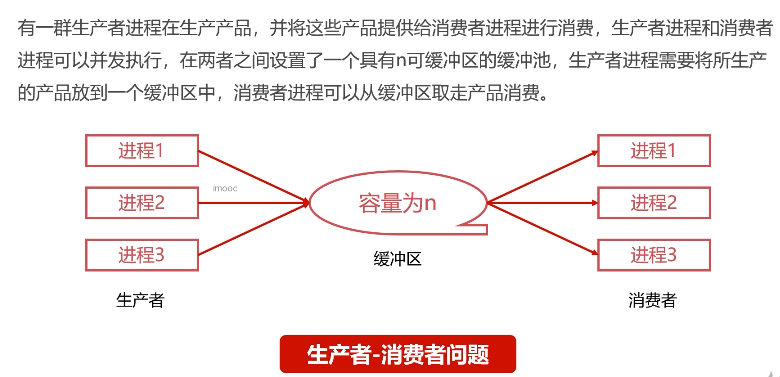 有一群生产者进程在生产产品，并将这些产品提供给消费者进程进行消费，生产者进程和消费者
进程可以并发执行，在两者之间设置了一个具有n可缓冲区的缓冲池，生产者进程需要将所生产
的产品放到一个缓冲区中，消费者进程可以从缓冲区取走产品消费。
进程1
进程1
imooc
进程2
容量为n
进程2
进程3
缓冲区
进程3
生产者
消费者
生产者-消费者问题